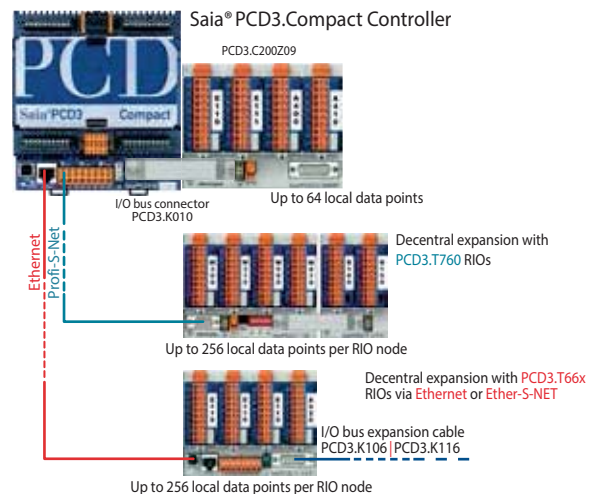 Saia® PCD3.Compact Controller
PCD3.C200Z09
PCD
Saia®PCD3 Compact
I/O bus connector
PCD3.K010
Up to 64 local data points
Ethernet
Profi-S-Net
Decentral expansion with
PCD3.T760 RIOs
Up to 256 local data points per RIO node
Decentral expansion with PCD3.T66x
RIOs via Ethernet or Ether-S-NET
I/O bus expansion cable
PCD3.K106|PCD3.K116
Up to 256 local data points per RIO node